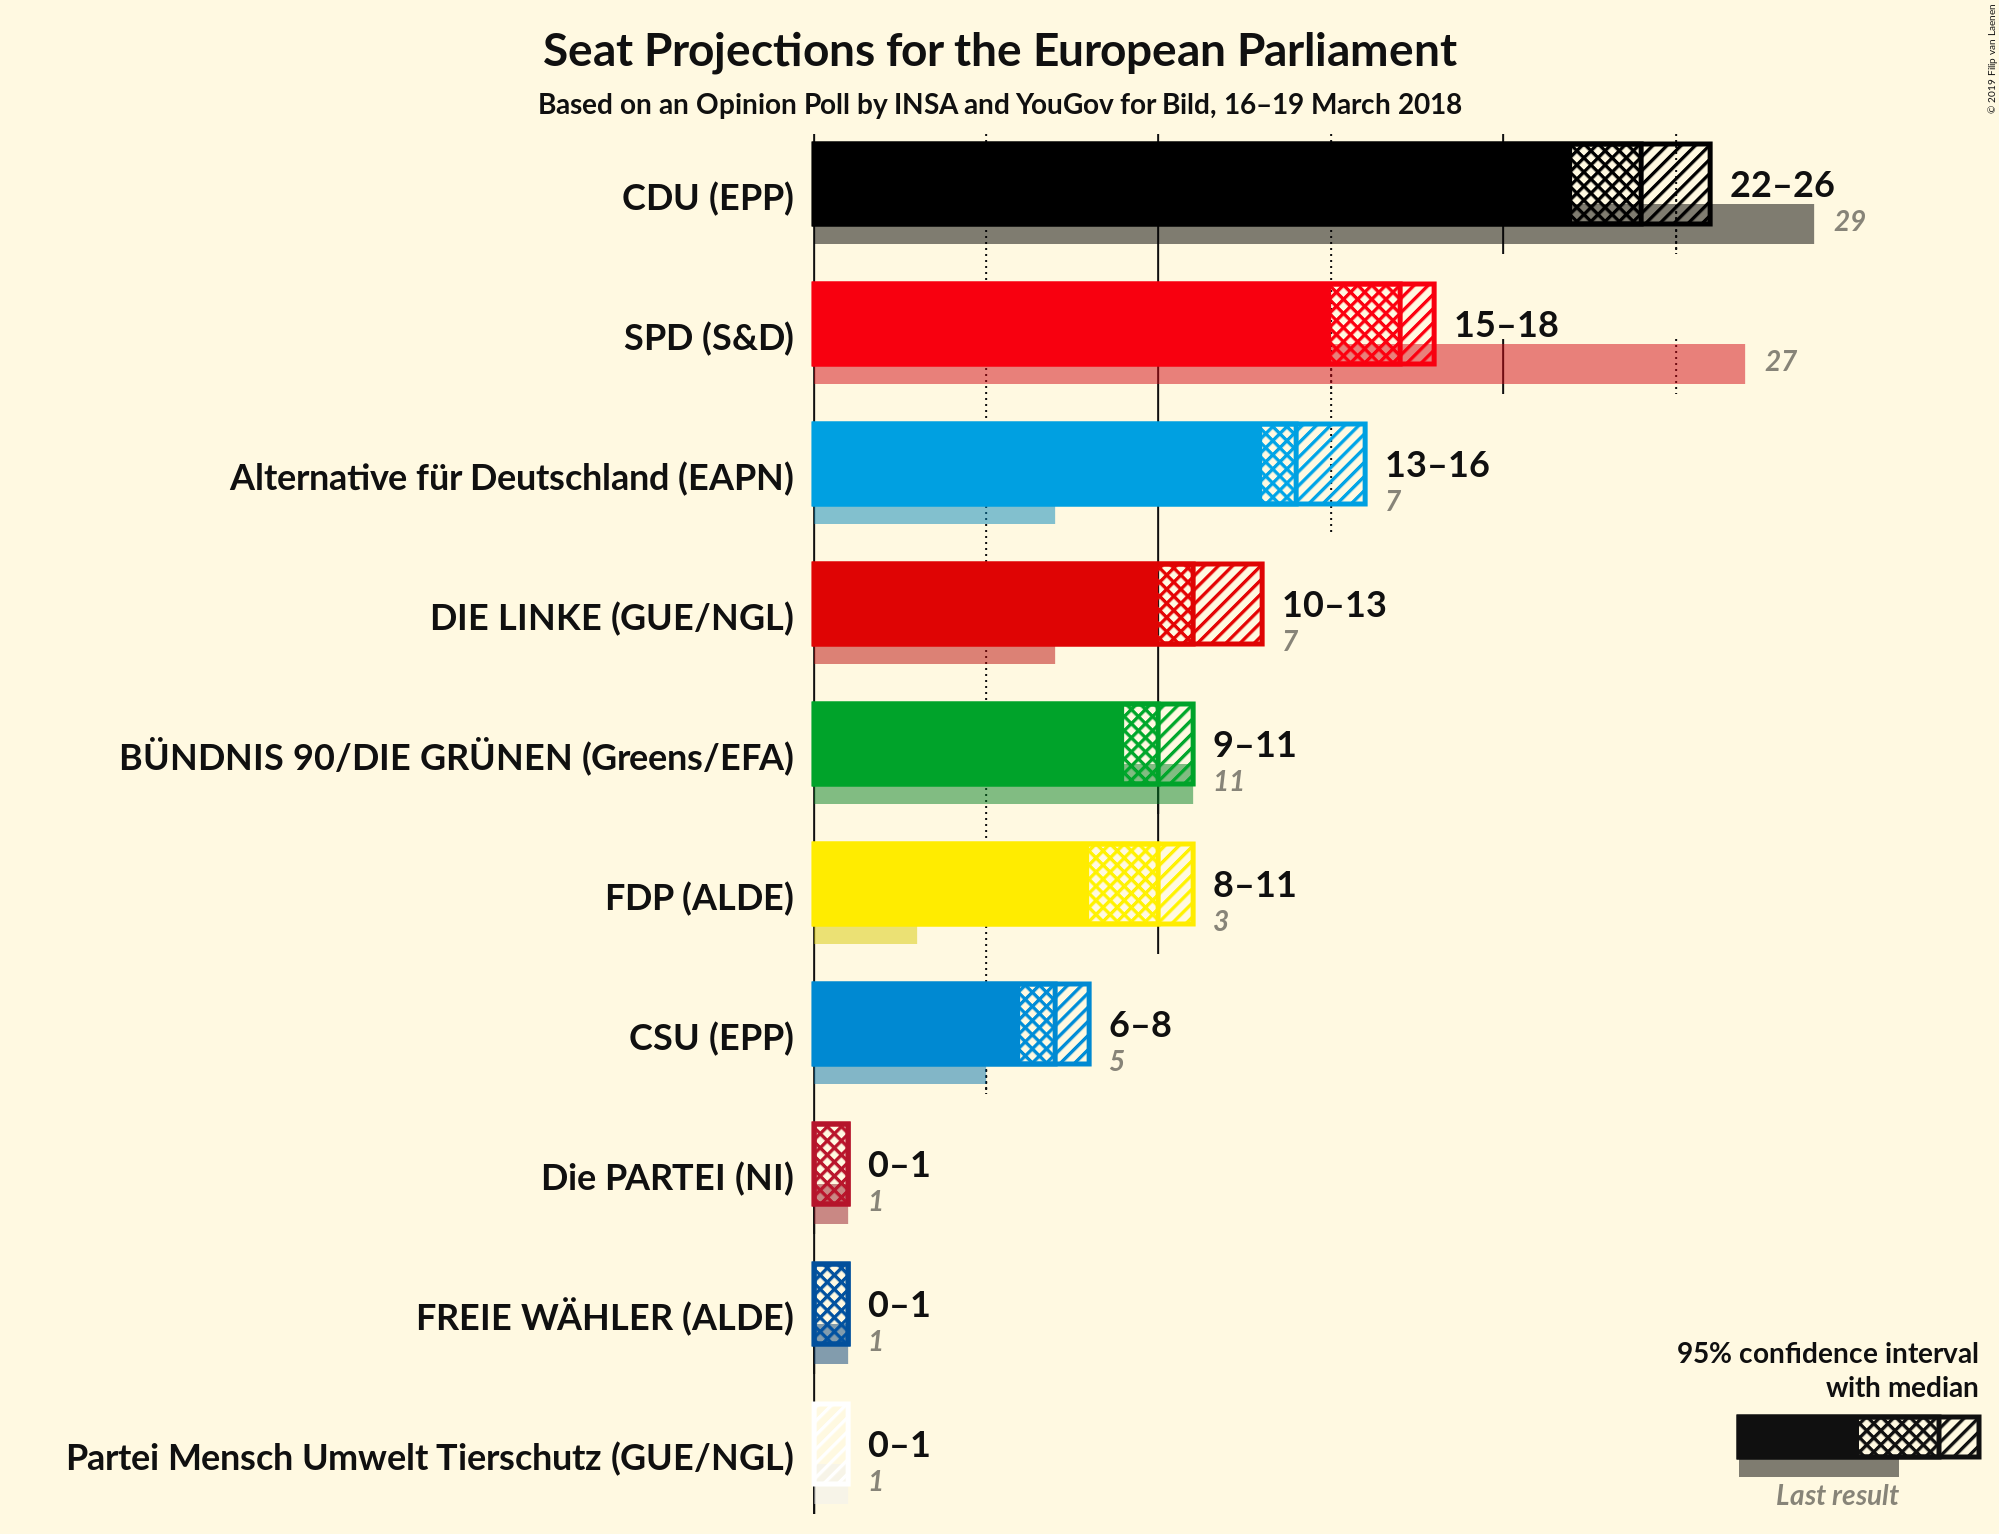 Seat Projections for the European Parliament
Based on an Opinion Poll by INSA and YouGov for Bild, 16–19 March 2018
© 2019 Filip van Laenen
CDU (EPP)
22–26
29
SPD (S&D)
15–18
27
Alternative für Deutschland (EAPN)
13–16
7
DIE LINKE (GUE/NGL)
10–13
7
BÜNDNIS 90/DIE GRÜNEN (Greens/EFA)
9–11
11
FDP (ALDE)
8–11
3
CSU (EPP)
6–8
5
Die PARTEI (NI)
0–1
1
FREIE WÄHLER (ALDE)
0–1
1
Partei Mensch Umwelt Tierschutz (GUE/NGL)
0–1
1
95% confidence interval
with median
Last result